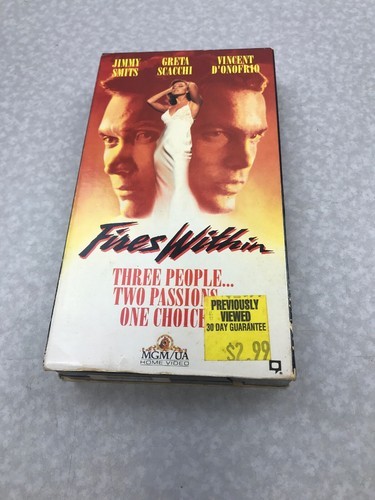 JIMMY SMITS
GRETA SCACCHI
VINCENT D'ONOFRIO
Fires Within
THREE PEOPLE...
TWO PASSIONS
ONE CHOICE
PREVIOUSLY
VIEWED
30 DAY GUARANTEE
$2.99
MGM/UA
HOME VIDEO